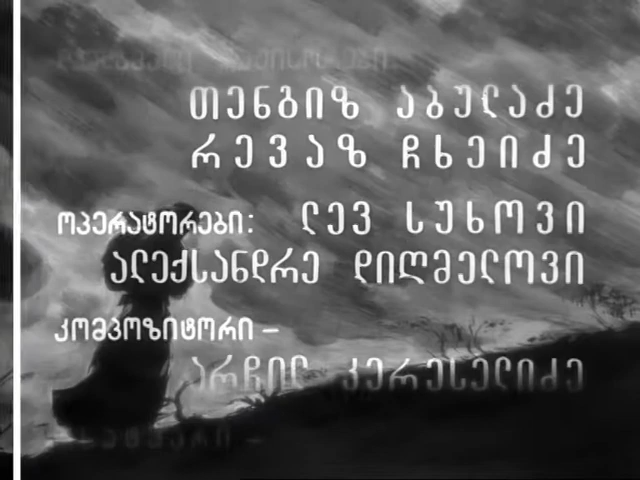 თენგიზ აბულაძე
რევაზ ჩხეიძე
ოპერატორები: ლევ სუხოვი
ალექსანდრე დიღმელოვი
კომპოზიტორი –
არჩილ კერესელიძე